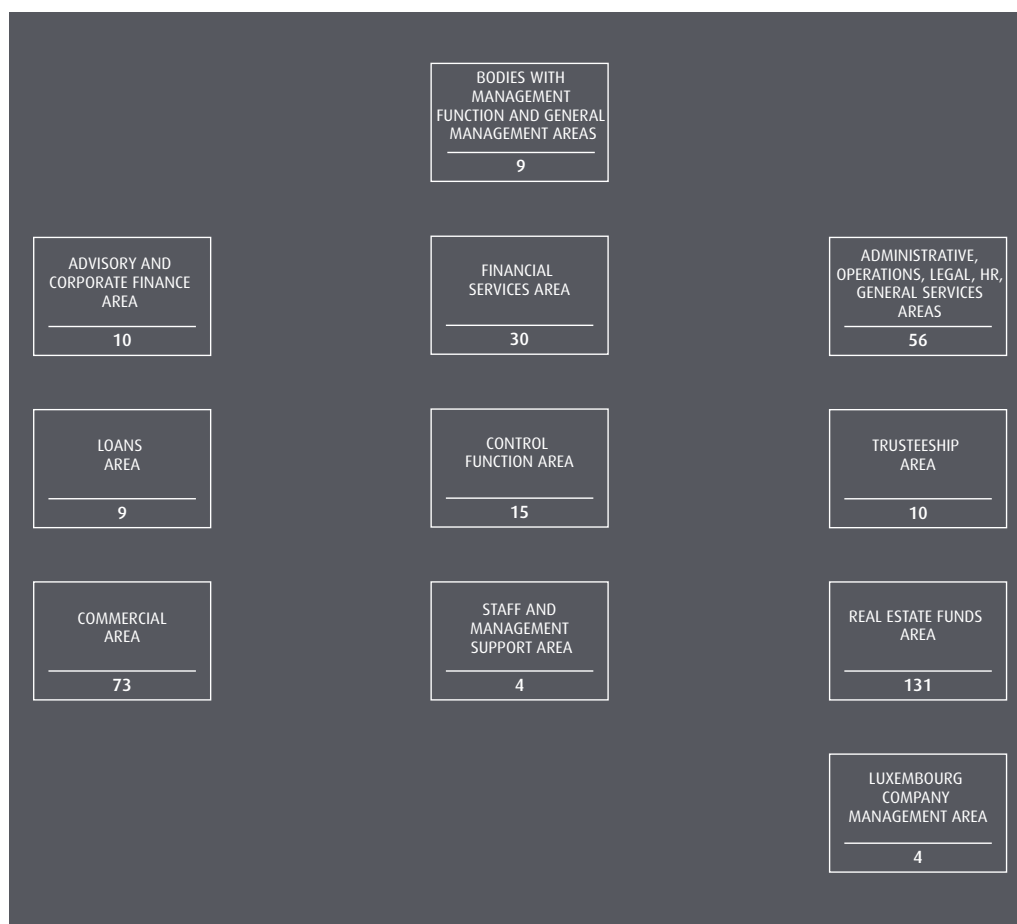 BODIES WITH
MANAGEMENT
FUNCTION AND GENERAL
MANAGEMENT AREAS
9
ADVISORY AND
CORPORATE FINANCE
AREA
10
FINANCIAL
SERVICES AREA
30
ADMINISTRATIVE,
OPERATIONS, LEGAL, HR,
GENERAL SERVICES
AREAS
56
LOANS
AREA
9
CONTROL
FUNCTION AREA
15
TRUSTEESHIP
AREA
10
COMMERCIAL
AREA
73
STAFF AND
MANAGEMENT
SUPPORT AREA
4
REAL ESTATE FUNDS
AREA
131
LUXEMBOURG
COMPANY
MANAGEMENT AREA
4